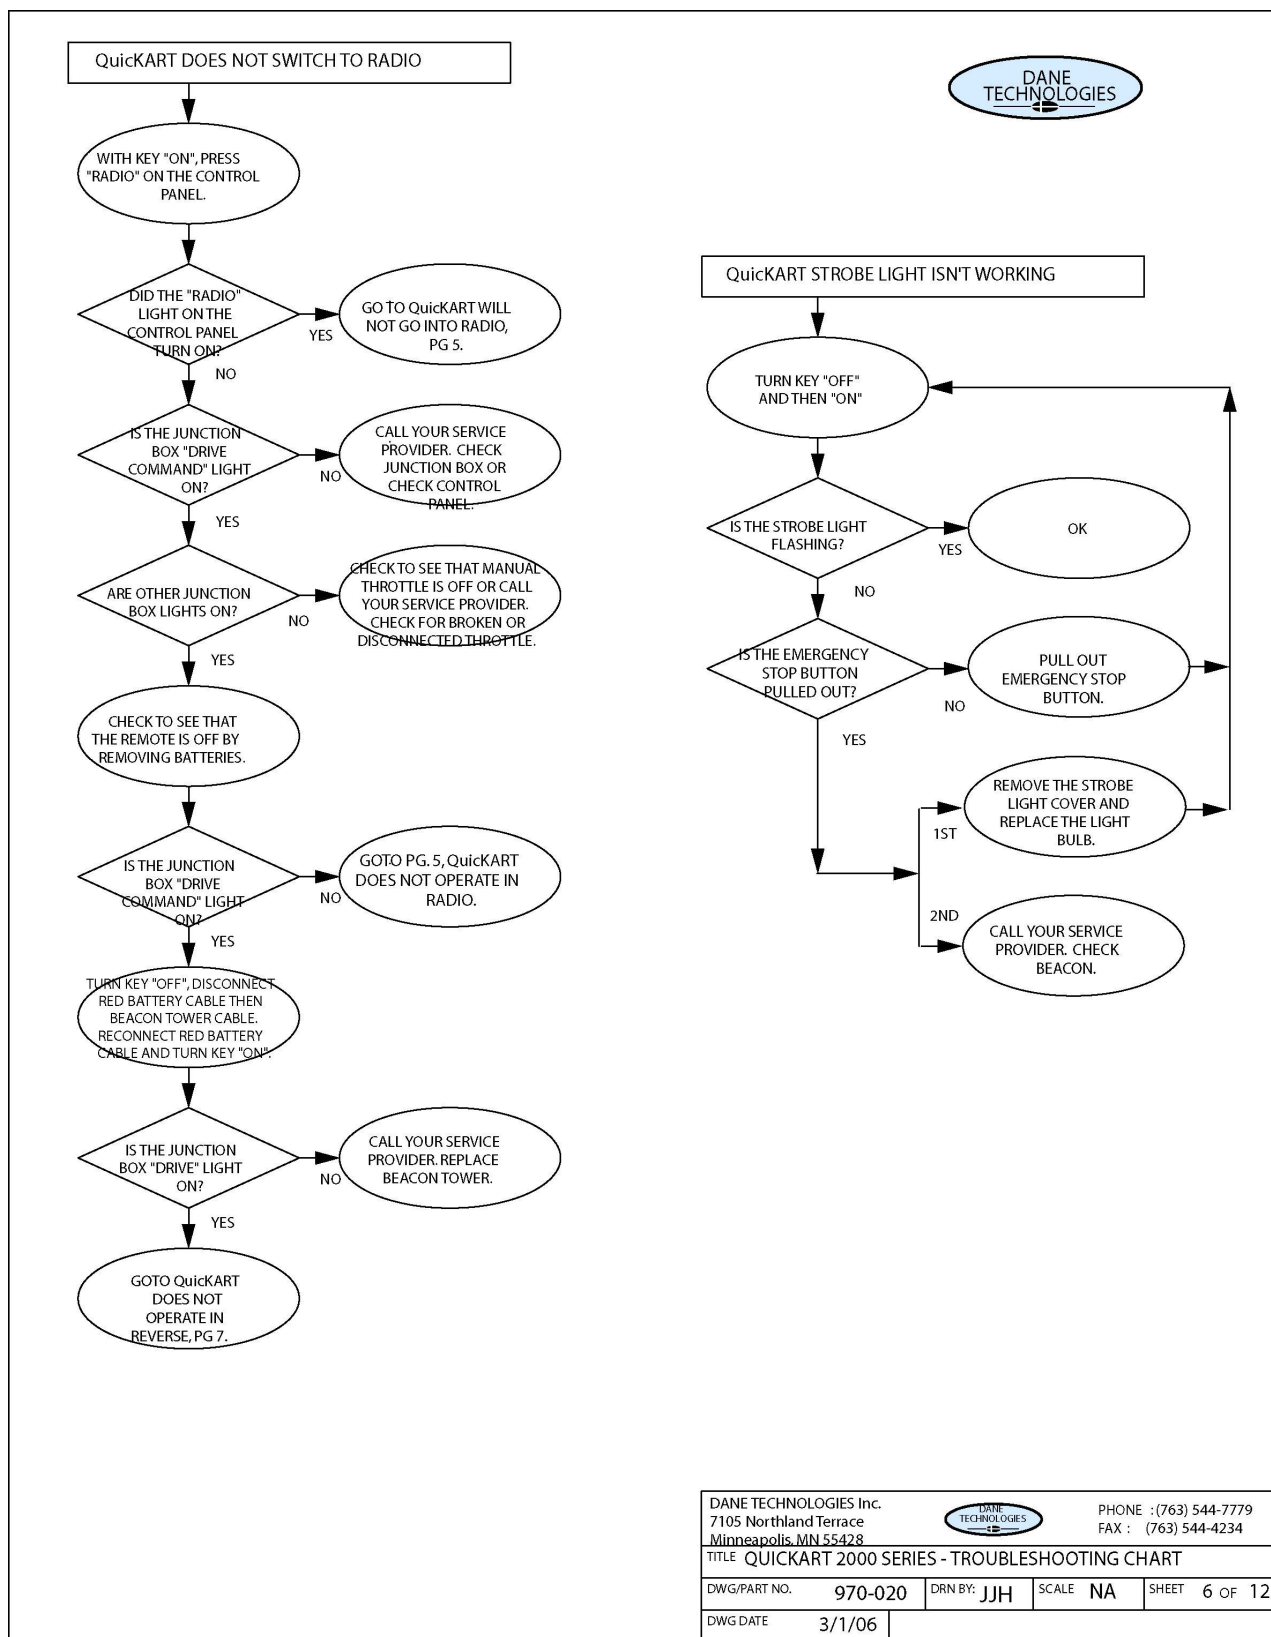 QuicKART DOES NOT SWITCH TO RADIO
DANE
TECHNOLOGIES
WITH KEY "ON", PRESS
"RADIO" ON THE CONTROL
PANEL.
DID THE "RADIO"
LIGHT ON THE
CONTROL PANEL
TURN ON?
YES
GO TO QuicKART WILL
NOT GO INTO RADIO,
PG 5.
NO
IS THE JUNCTION
BOX "DRIVE
COMMAND" LIGHT
ON?
NO
CALL YOUR SERVICE
PROVIDER. CHECK
JUNCTION BOX OR
CHECK CONTROL
PANEL.
YES
ARE OTHER JUNCTION
BOX LIGHTS ON?
NO
CHECK TO SEE THAT MANUAL
THROTTLE IS OFF OR CALL
YOUR SERVICE PROVIDER.
CHECK FOR BROKEN OR
DISCONNECTED THROTTLE.
YES
CHECK TO SEE THAT
THE REMOTE IS OFF BY
REMOVING BATTERIES.
IS THE JUNCTION
BOX "DRIVE
COMMAND" LIGHT
ON?
NO
GOTO PG. 5, QuicKART
DOES NOT OPERATE IN
RADIO.
YES
TURN KEY "OFF", DISCONNECT
RED BATTERY CABLE THEN
BEACON TOWER CABLE.
RECONNECT RED BATTERY
CABLE AND TURN KEY "ON".
IS THE JUNCTION
BOX "DRIVE" LIGHT
ON?
NO
CALL YOUR SERVICE
PROVIDER. REPLACE
BEACON TOWER.
YES
GOTO QuicKART
DOES NOT
OPERATE IN
REVERSE, PG 7.
QuicKART STROBE LIGHT ISN'T WORKING
TURN KEY "OFF"
AND THEN "ON"
IS THE STROBE LIGHT
FLASHING?
YES
OK
NO
IS THE EMERGENCY
STOP BUTTON
PULLED OUT?
NO
PULL OUT
EMERGENCY STOP
BUTTON.
YES
1ST
REMOVE THE STROBE
LIGHT COVER AND
REPLACE THE LIGHT
BULB.
2ND
CALL YOUR SERVICE
PROVIDER. CHECK
BEACON.
DANE TECHNOLOGIES Inc.
7105 Northland Terrace
Minneapolis, MN 55428
DANE
TECHNOLOGIES
PHONE : (763) 544-7779
FAX : (763) 544-4234
TITLE QUICKART 2000 SERIES - TROUBLESHOOTING CHART
DWG/PART NO. 970-020 DRN BY: JJH SCALE NA SHEET 6 OF 12
DWG DATE 3/1/06